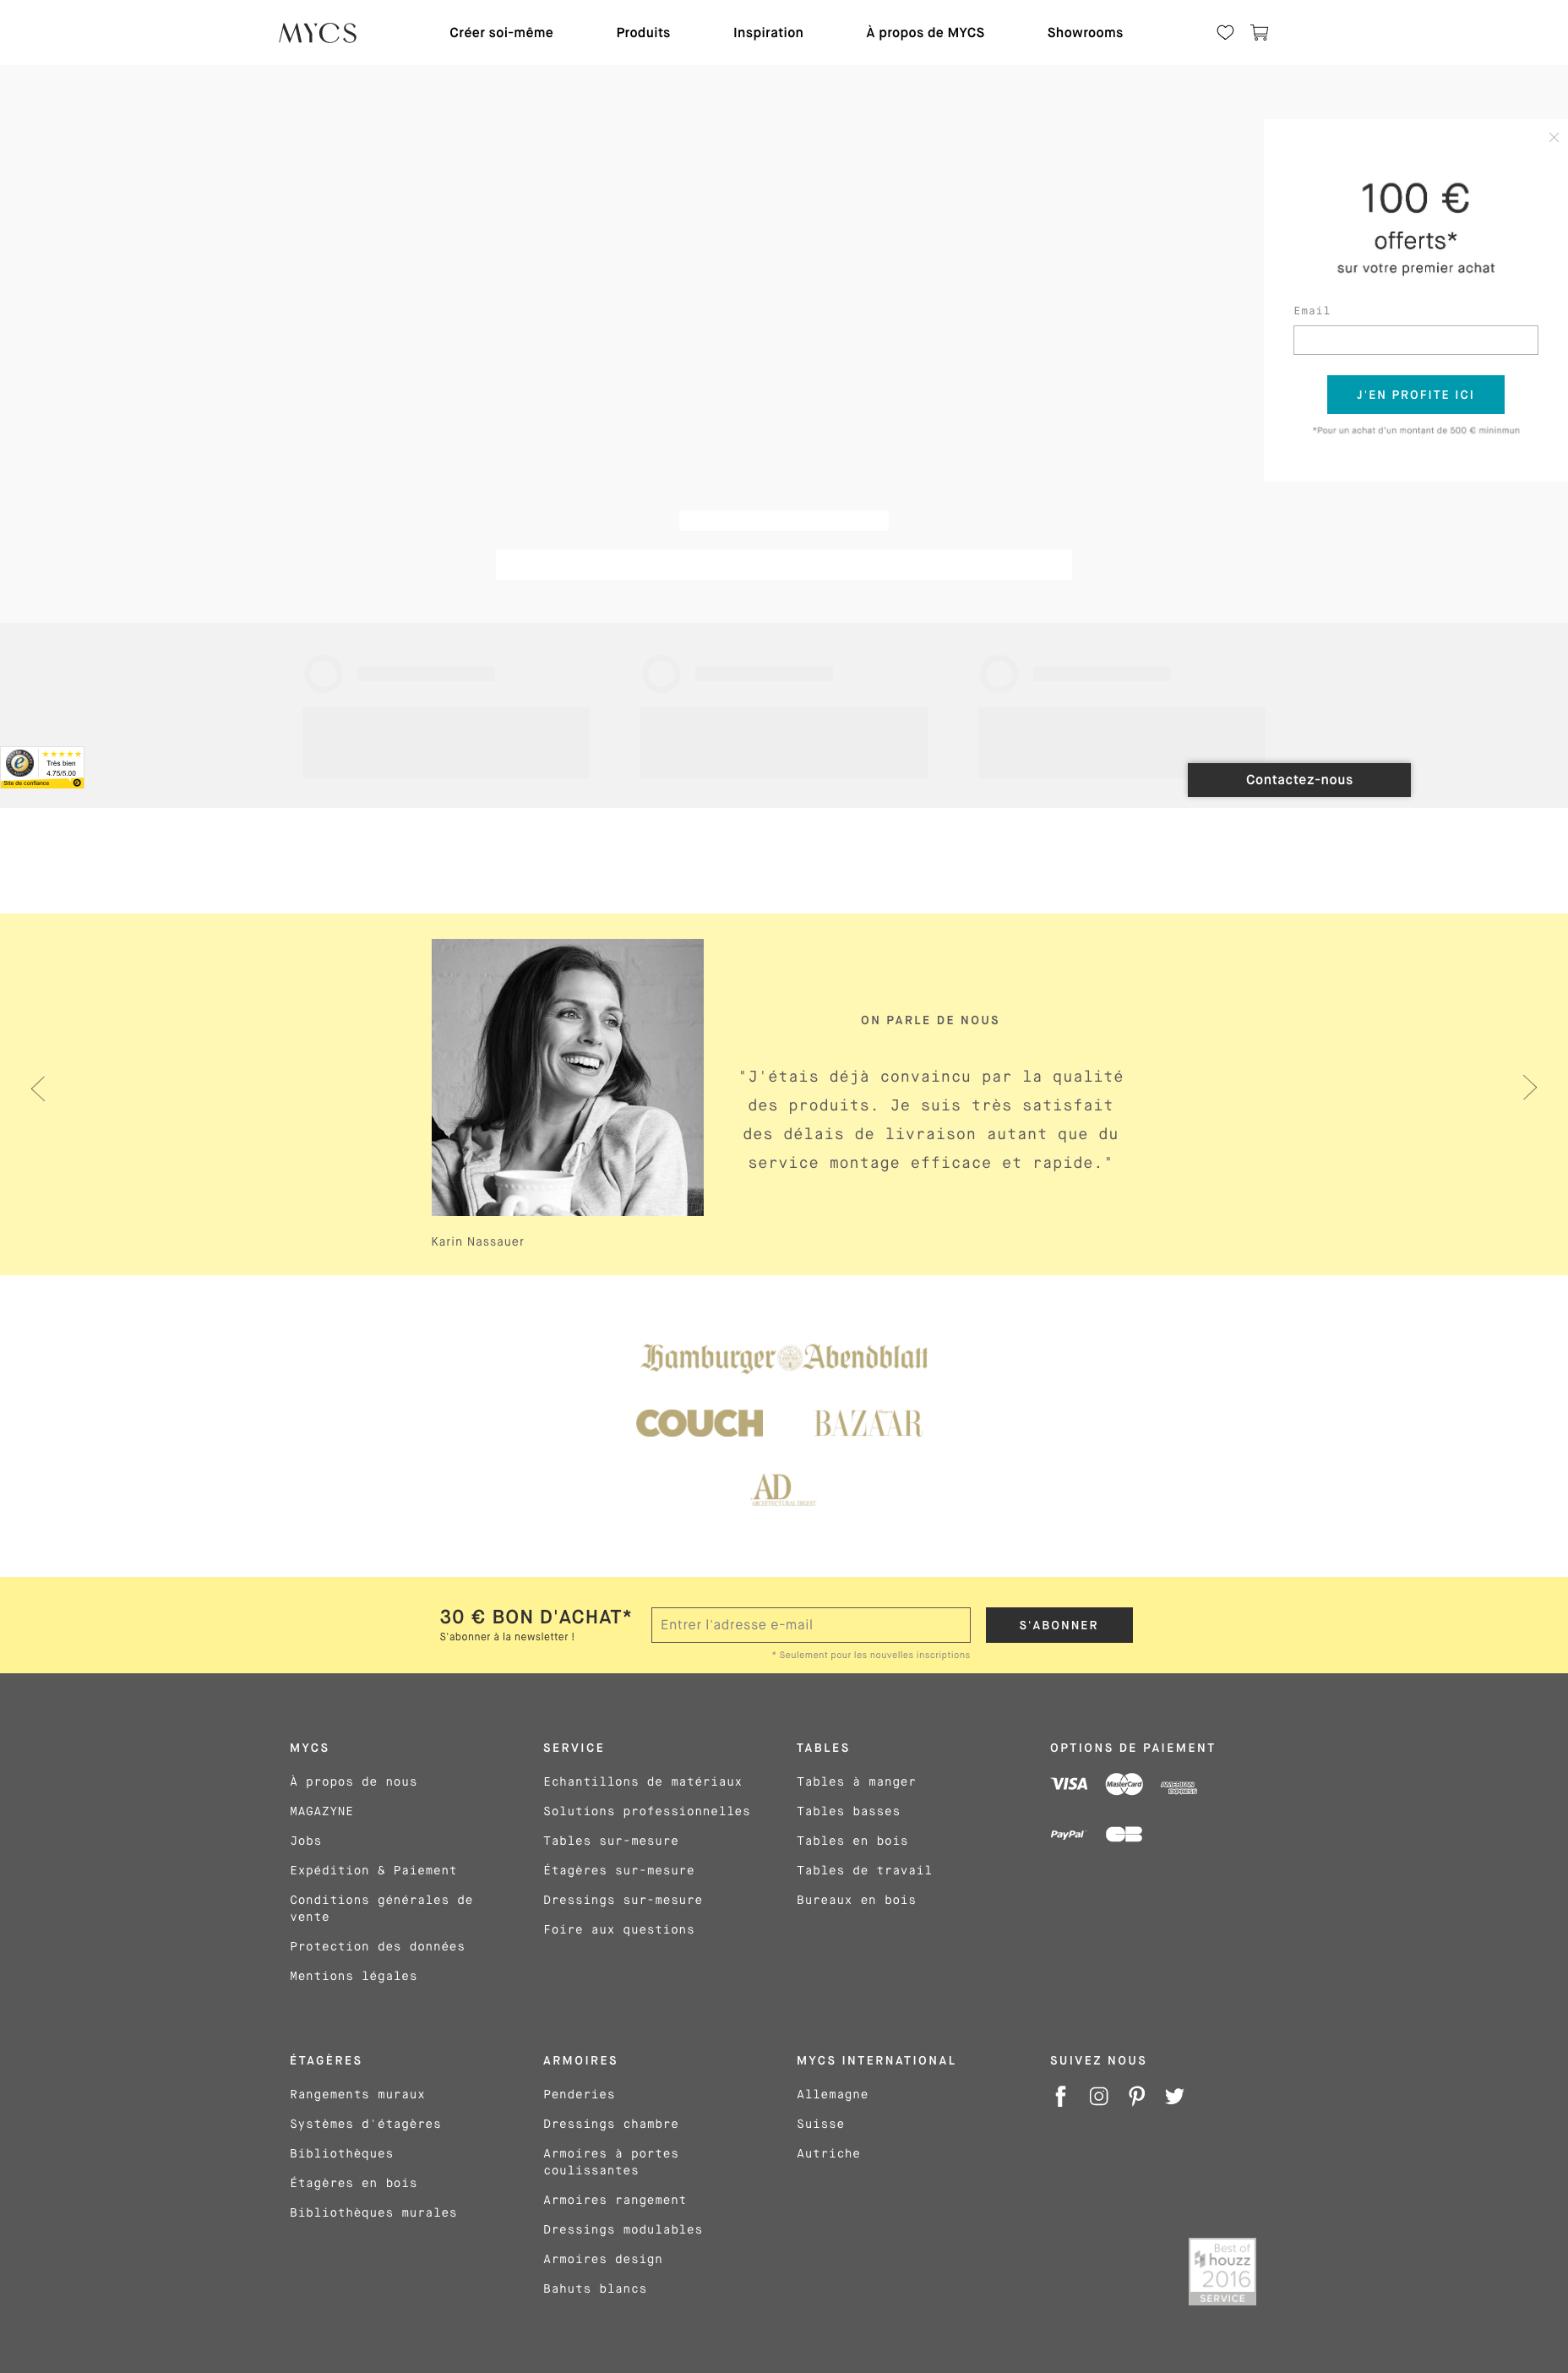 MYCS
Créer soi-même
Produits
Inspiration
À propos de MYCS
Showrooms
100 €
offerts*
sur votre premier achat
Email
J'EN PROFITE ICI
*Pour un achat d'un montant de 500 € mininmun
Très bien
4.75/5.00
Site de confiance
Contactez-nous
ON PARLE DE NOUS
"J'étais déjà convaincu par la qualité
des produits. Je suis très satisfait
des délais de livraison autant que du
service montage efficace et rapide."
Karin Nassauer
Hamburger Abendblatt
COUCH
BAZAAR
AD
ARCHITECTURAL DIGEST
30 € BON D'ACHAT*
S'abonner à la newsletter !
Entrer l'adresse e-mail
S'ABONNER
* Seulement pour les nouvelles inscriptions
MYCS
À propos de nous
MAGAZYNE
Jobs
Expédition & Paiement
Conditions générales de
vente
Protection des données
Mentions légales
SERVICE
Echantillons de matériaux
Solutions professionnelles
Tables sur-mesure
Étagères sur-mesure
Dressings sur-mesure
Foire aux questions
TABLES
Tables à manger
Tables basses
Tables en bois
Tables de travail
Bureaux en bois
OPTIONS DE PAIEMENT
VISA
MasterCard
AMERICAN
EXPRESS
PayPal
CB
ÉTAGÈRES
Rangements muraux
Systèmes d'étagères
Bibliothèques
Étagères en bois
Bibliothèques murales
ARMOIRES
Penderies
Dressings chambre
Armoires à portes
coulissantes
Armoires rangement
Dressings modulables
Armoires design
Bahuts blancs
MYCS INTERNATIONAL
Allemagne
Suisse
Autriche
SUIVEZ NOUS
Best of
houzz
2016
SERVICE